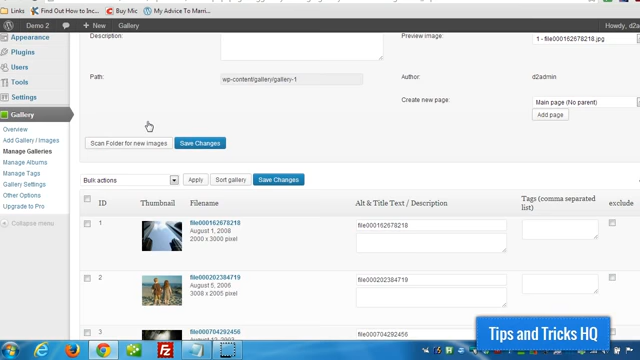 Links
Find Out How to Inc...
Buy Mic
My Advice To Marri...
Demo 2
+ New
Gallery
Howdy, d2a
Appearance
Plugins
Users
Tools
Settings
Gallery
Overview
Add Gallery / Images
Manage Galleries
Manage Albums
Manage Tags
Gallery Settings
Other Options
Upgrade to Pro
Collapse menu
Description:
Preview image:
1 - file000162678218.jpg
Path:
wp-content/gallery/gallery-1
Author:
d2admin
Create new page:
Main page (No parent)
Add page
Scan Folder for new images
Save Changes
Bulk actions
Apply
Sort gallery
Save Changes
ID
Thumbnail
Filename
Alt & Title Text / Description
Tags (comma separated list)
exclude
1
file000162678218
August 1, 2008
2000 x 3000 pixel
file000162678218
2
file000202384719
August 5, 2006
3008 x 2005 pixel
file000202384719
3
file000704292456
file000704292456
Tips and Tricks HQ